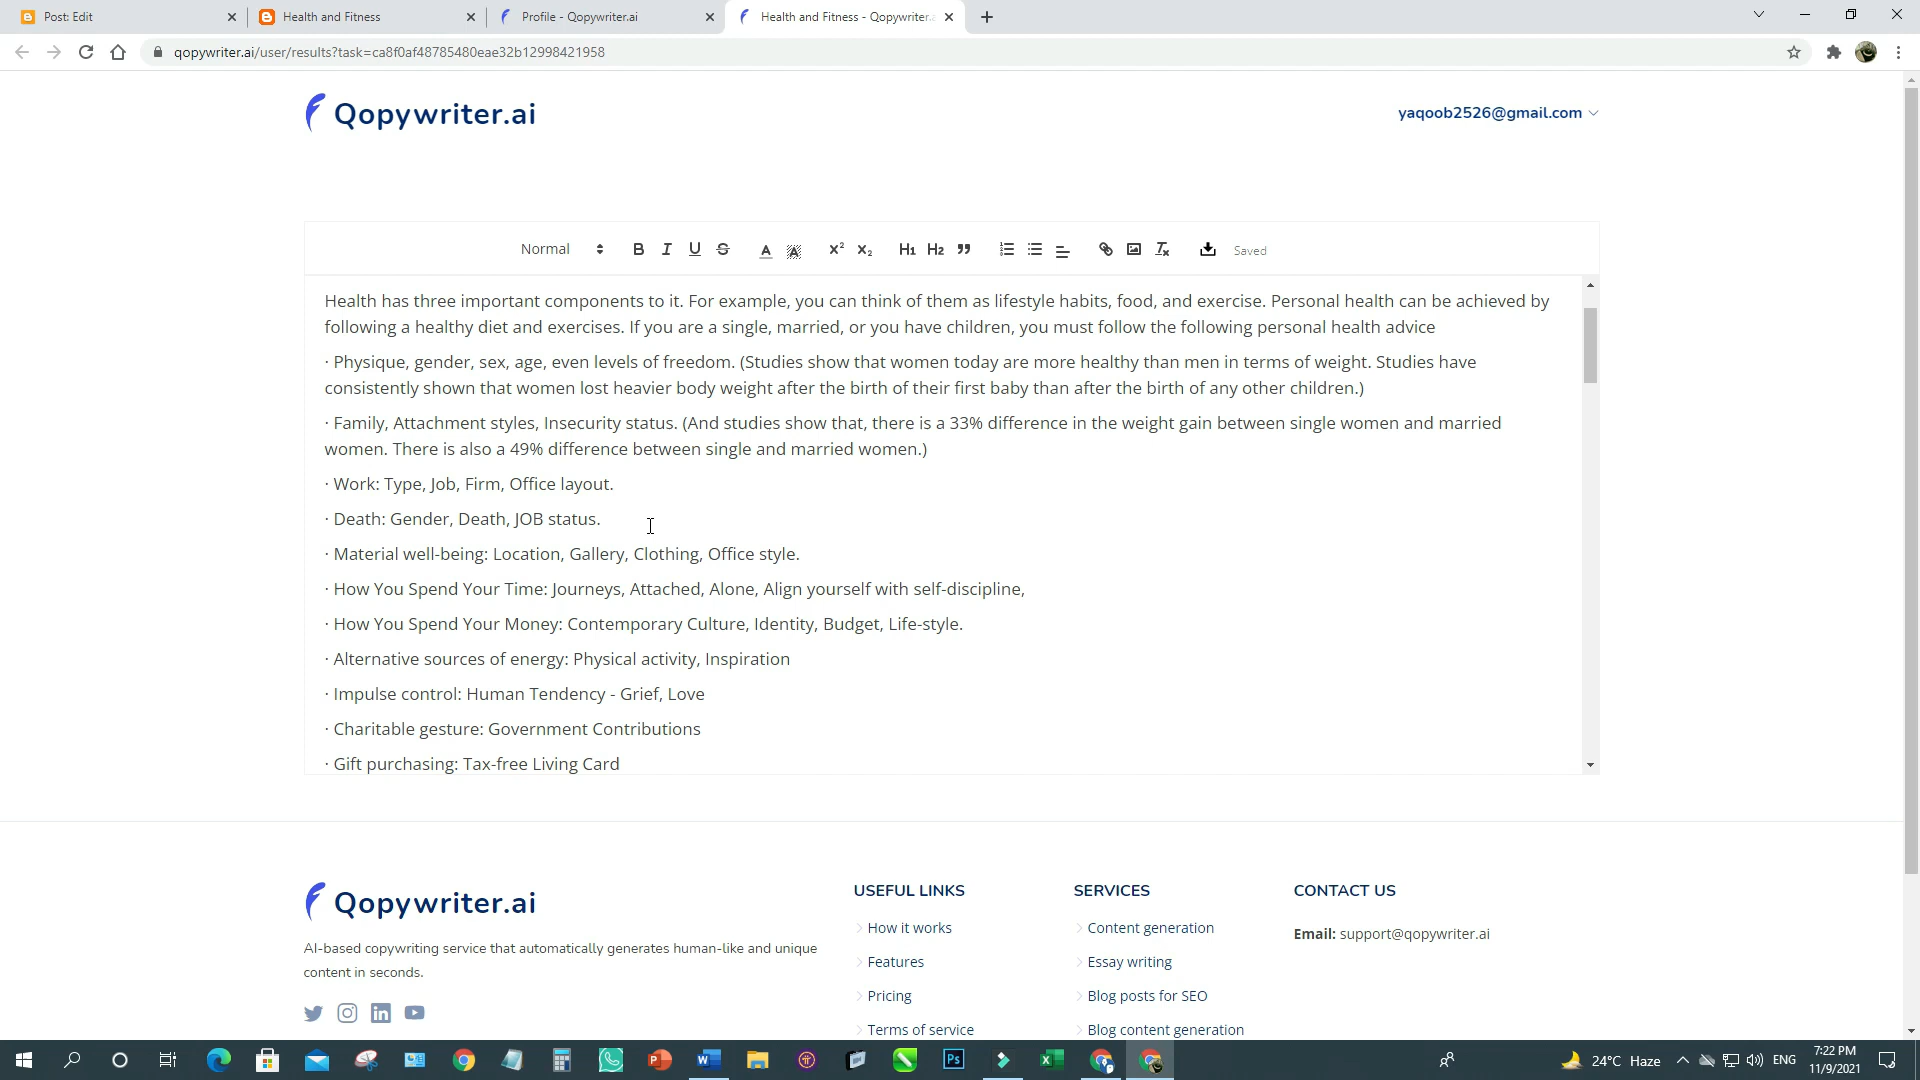 Post: Edit
Health and Fitness
Profile - Qopywriter.ai
Health and Fitness - Qopywriter.
qopywriter.ai/user/results?task=ca8f0af48785480eae32b12998421958
Qopywriter.ai
yaqoob2526@gmail.com
Normal B I U S A A X² X₂ H1 H2 Saved
Health has three important components to it. For example, you can think of them as lifestyle habits, food, and exercise. Personal health can be achieved by
following a healthy diet and exercises. If you are a single, married, or you have children, you must follow the following personal health advice
· Physique, gender, sex, age, even levels of freedom. (Studies show that women today are more healthy than men in terms of weight. Studies have
consistently shown that women lost heavier body weight after the birth of their first baby than after the birth of any other children.)
· Family, Attachment styles, Insecurity status. (And studies show that, there is a 33% difference in the weight gain between single women and married
women. There is also a 49% difference between single and married women.)
· Work: Type, Job, Firm, Office layout.
· Death: Gender, Death, JOB status.
· Material well-being: Location, Gallery, Clothing, Office style.
· How You Spend Your Time: Journeys, Attached, Alone, Align yourself with self-discipline,
· How You Spend Your Money: Contemporary Culture, Identity, Budget, Life-style.
· Alternative sources of energy: Physical activity, Inspiration
· Impulse control: Human Tendency - Grief, Love
· Charitable gesture: Government Contributions
· Gift purchasing: Tax-free Living Card
Qopywriter.ai
AI-based copywriting service that automatically generates human-like and unique
content in seconds.
USEFUL LINKS
How it works
Features
Pricing
Terms of service
SERVICES
Content generation
Essay writing
Blog posts for SEO
Blog content generation
CONTACT US
Email: support@qopywriter.ai
24°C Haze
ENG
7:22 PM
11/9/2021